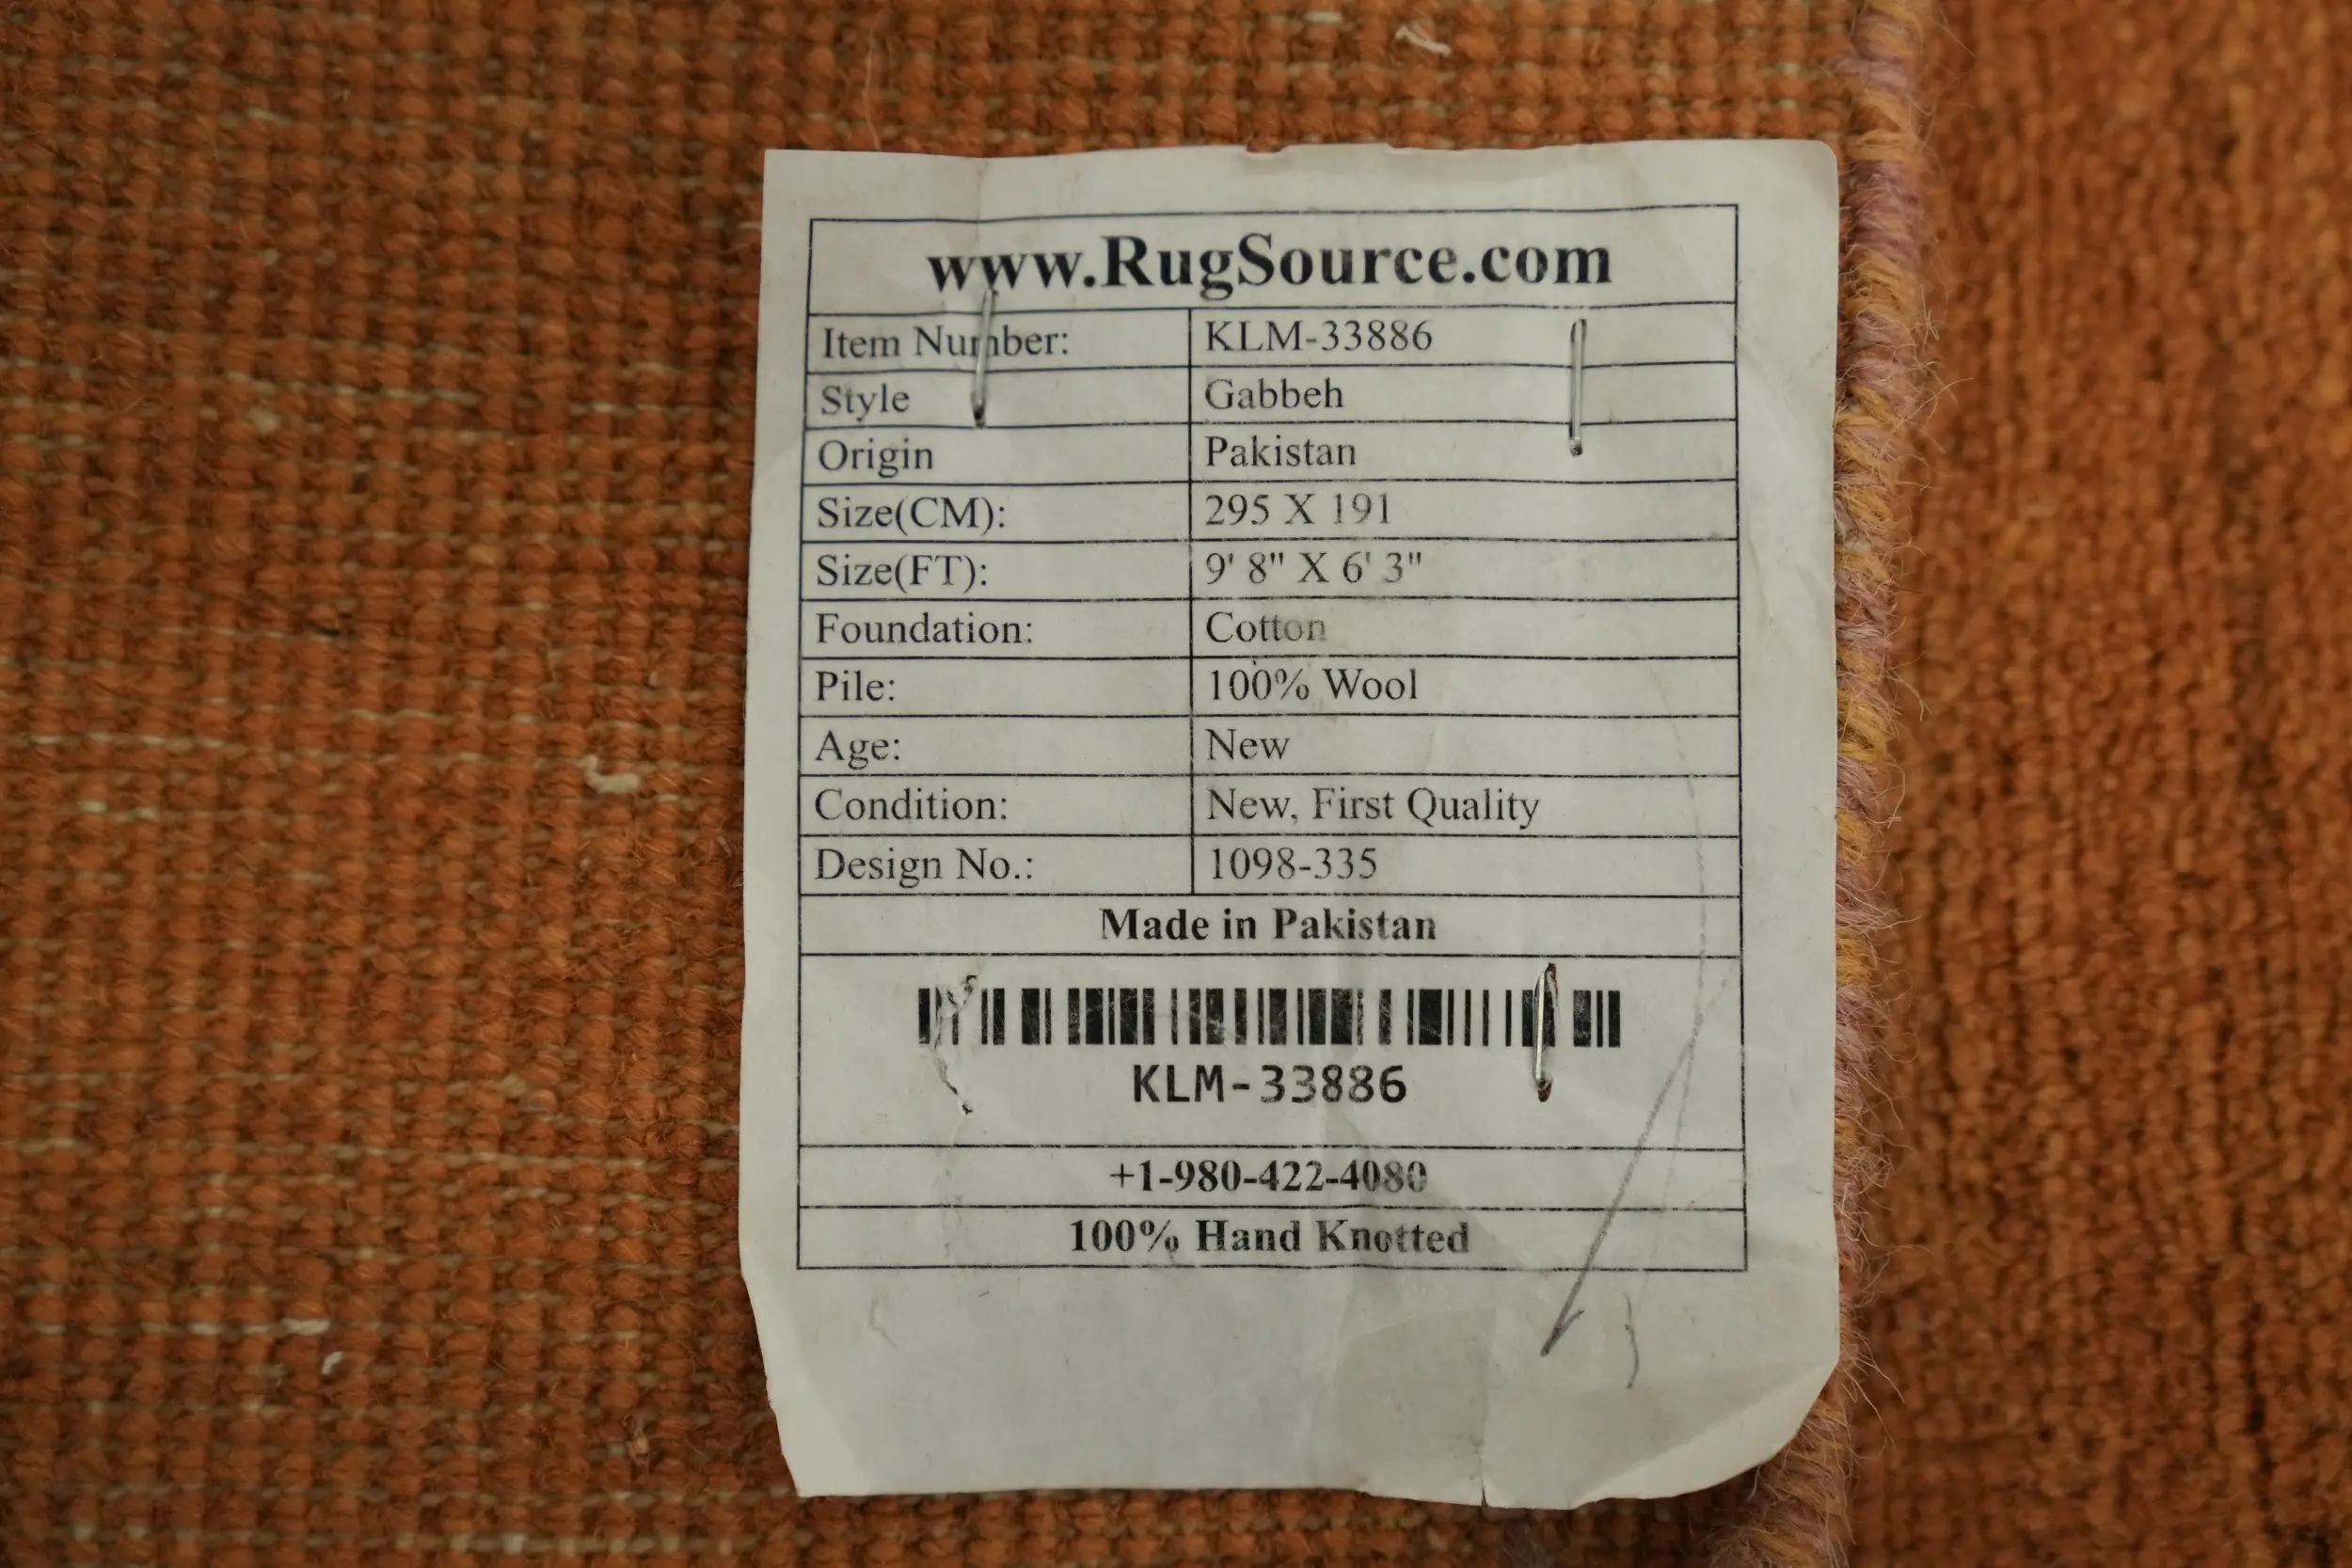 www.RugSource.com
Item Number: KLM-33886
Style Gabbeh
Origin Pakistan
Size(CM): 295 X 191
Size(FT): 9' 8" X 6' 3"
Foundation: Cotton
Pile: 100% Wool
Age: New
Condition: New, First Quality
Design No.: 1098-335
Made in Pakistan
KLM-33886
+1-980-422-4080
100% Hand Knotted